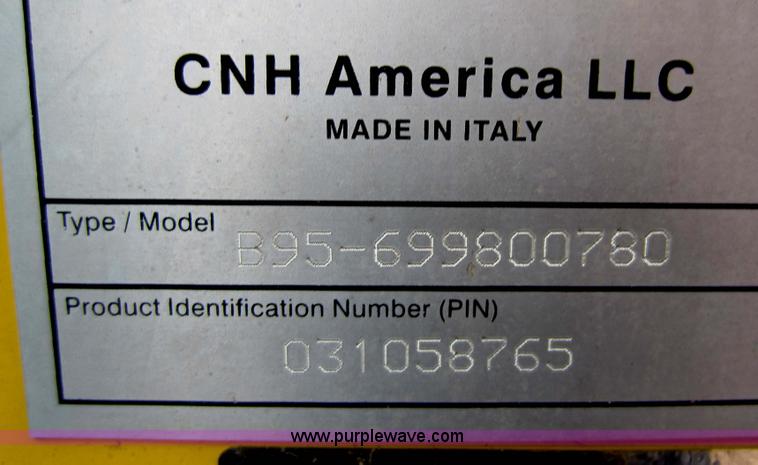 CNH America LLC
MADE IN ITALY
Type / Model
B95-699800780
Product Identification Number (PIN)
031058765
www.purplewave.com